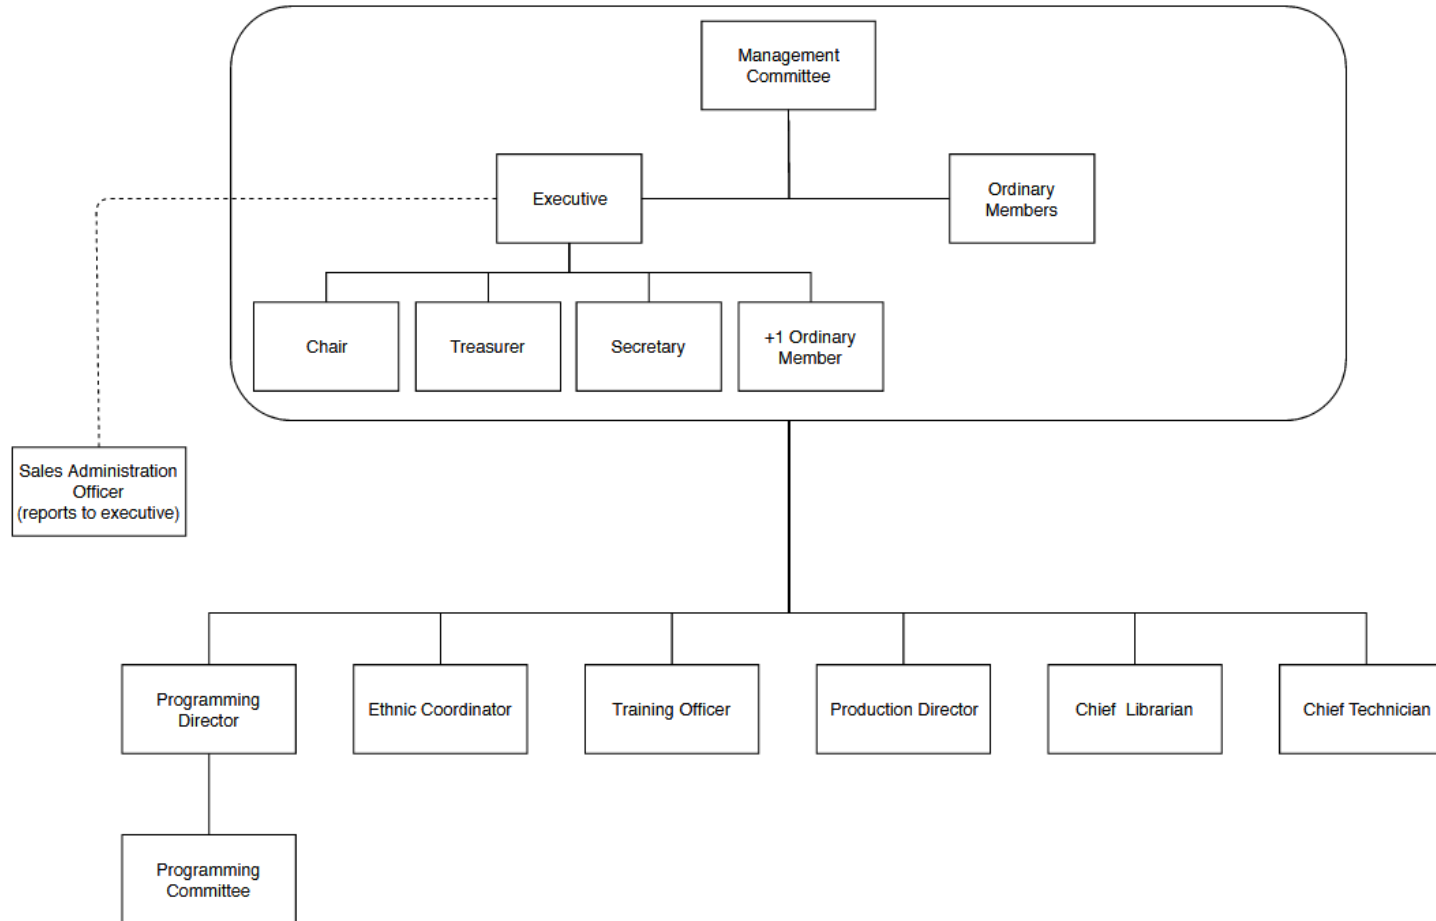 Management
Committee
Executive
Ordinary
Members
Chair
Treasurer
Secretary
+1 Ordinary
Member
Sales Administration
Officer
(reports to executive)
Programming
Director
Ethnic Coordinator
Training Officer
Production Director
Chief Librarian
Chief Technician
Programming
Committee